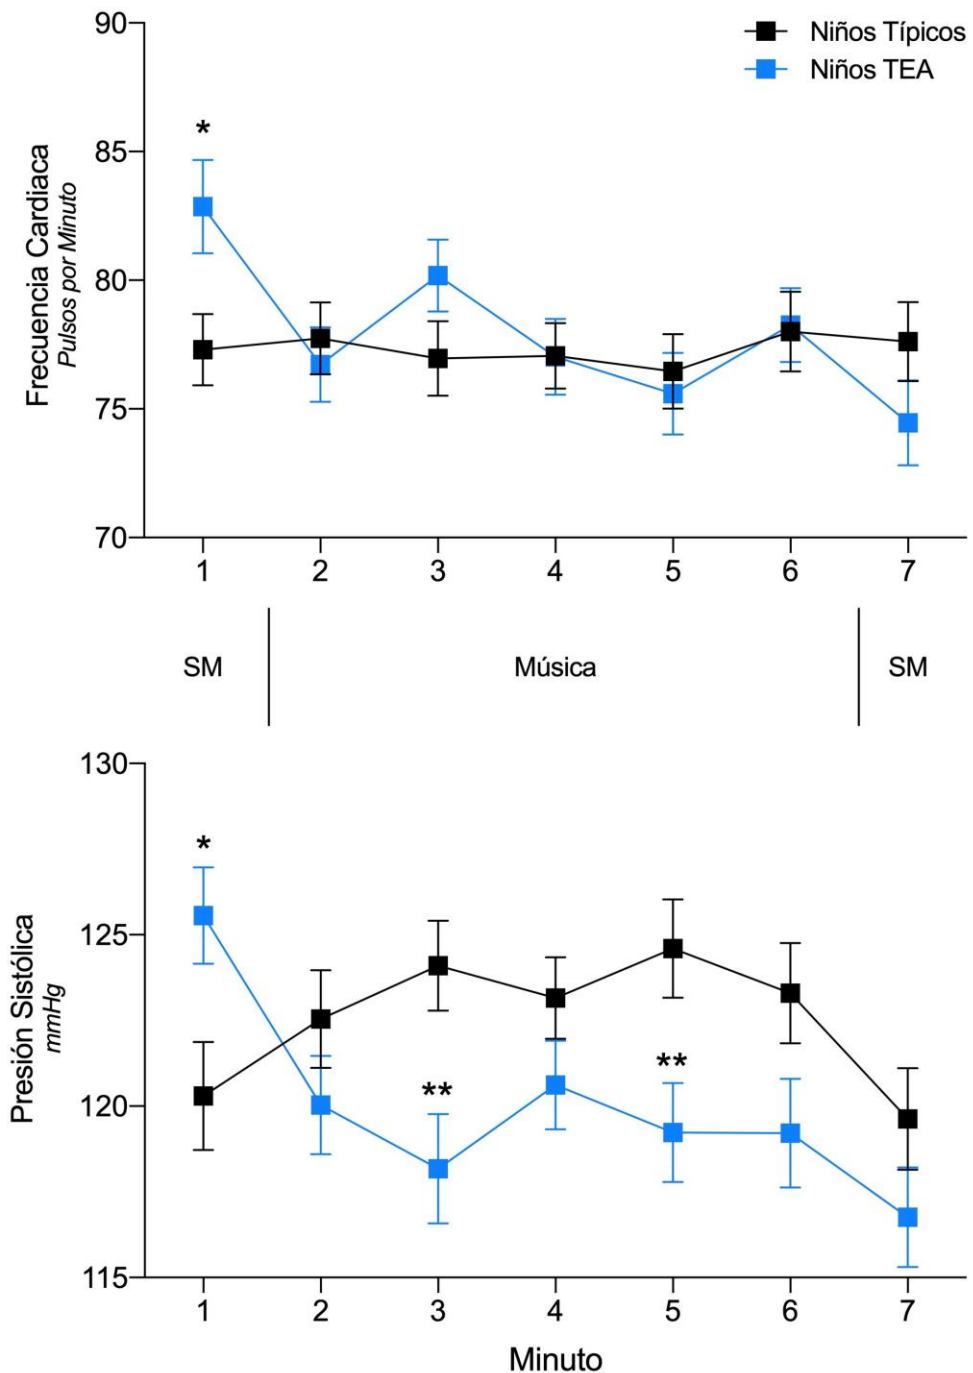 Niños Típicos
Niños TEA
Frecuencia Cardiaca
Pulsos por Minuto
90
85
80
75
70
*
1 2 3 4 5 6 7
SM Música SM
Presión Sistólica
mmHg
130
125
120
115
*
**
**
1 2 3 4 5 6 7
Minuto